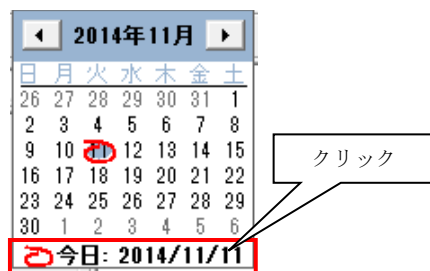 2014年11月
日 月 火 水 木 金 土
26 27 28 29 30 31 1
2 3 4 5 6 7 8
9 10 11 12 13 14 15
16 17 18 19 20 21 22
23 24 25 26 27 28 29
30 1 2 3 4 5 6
今日: 2014/11/11
クリック